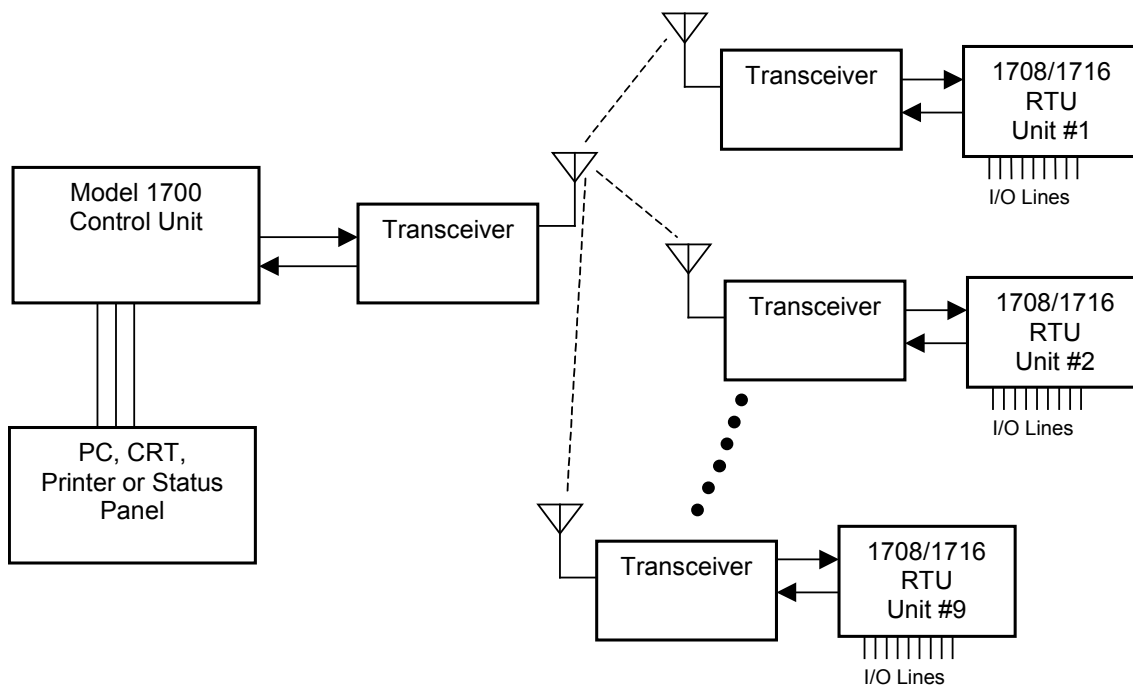 Transceiver
1708/1716
RTU
Unit #1
I/O Lines
Model 1700
Control Unit
Transceiver
Transceiver
1708/1716
RTU
Unit #2
I/O Lines
PC, CRT,
Printer or Status
Panel
Transceiver
1708/1716
RTU
Unit #9
I/O Lines